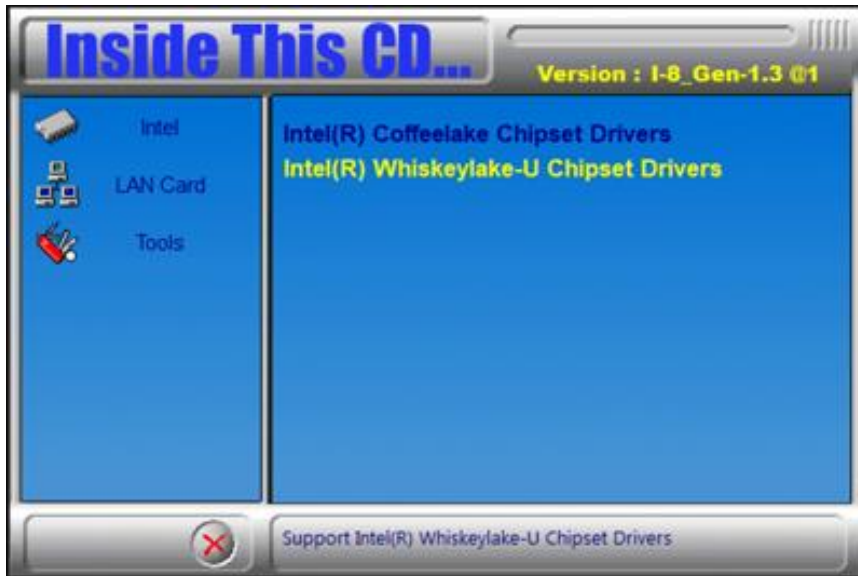 Inside This CD...
Version : I-8_Gen-1.3 @1
Intel
LAN Card
Tools
Intel(R) Coffeelake Chipset Drivers
Intel(R) Whiskeylake-U Chipset Drivers
Support Intel(R) Whiskeylake-U Chipset Drivers